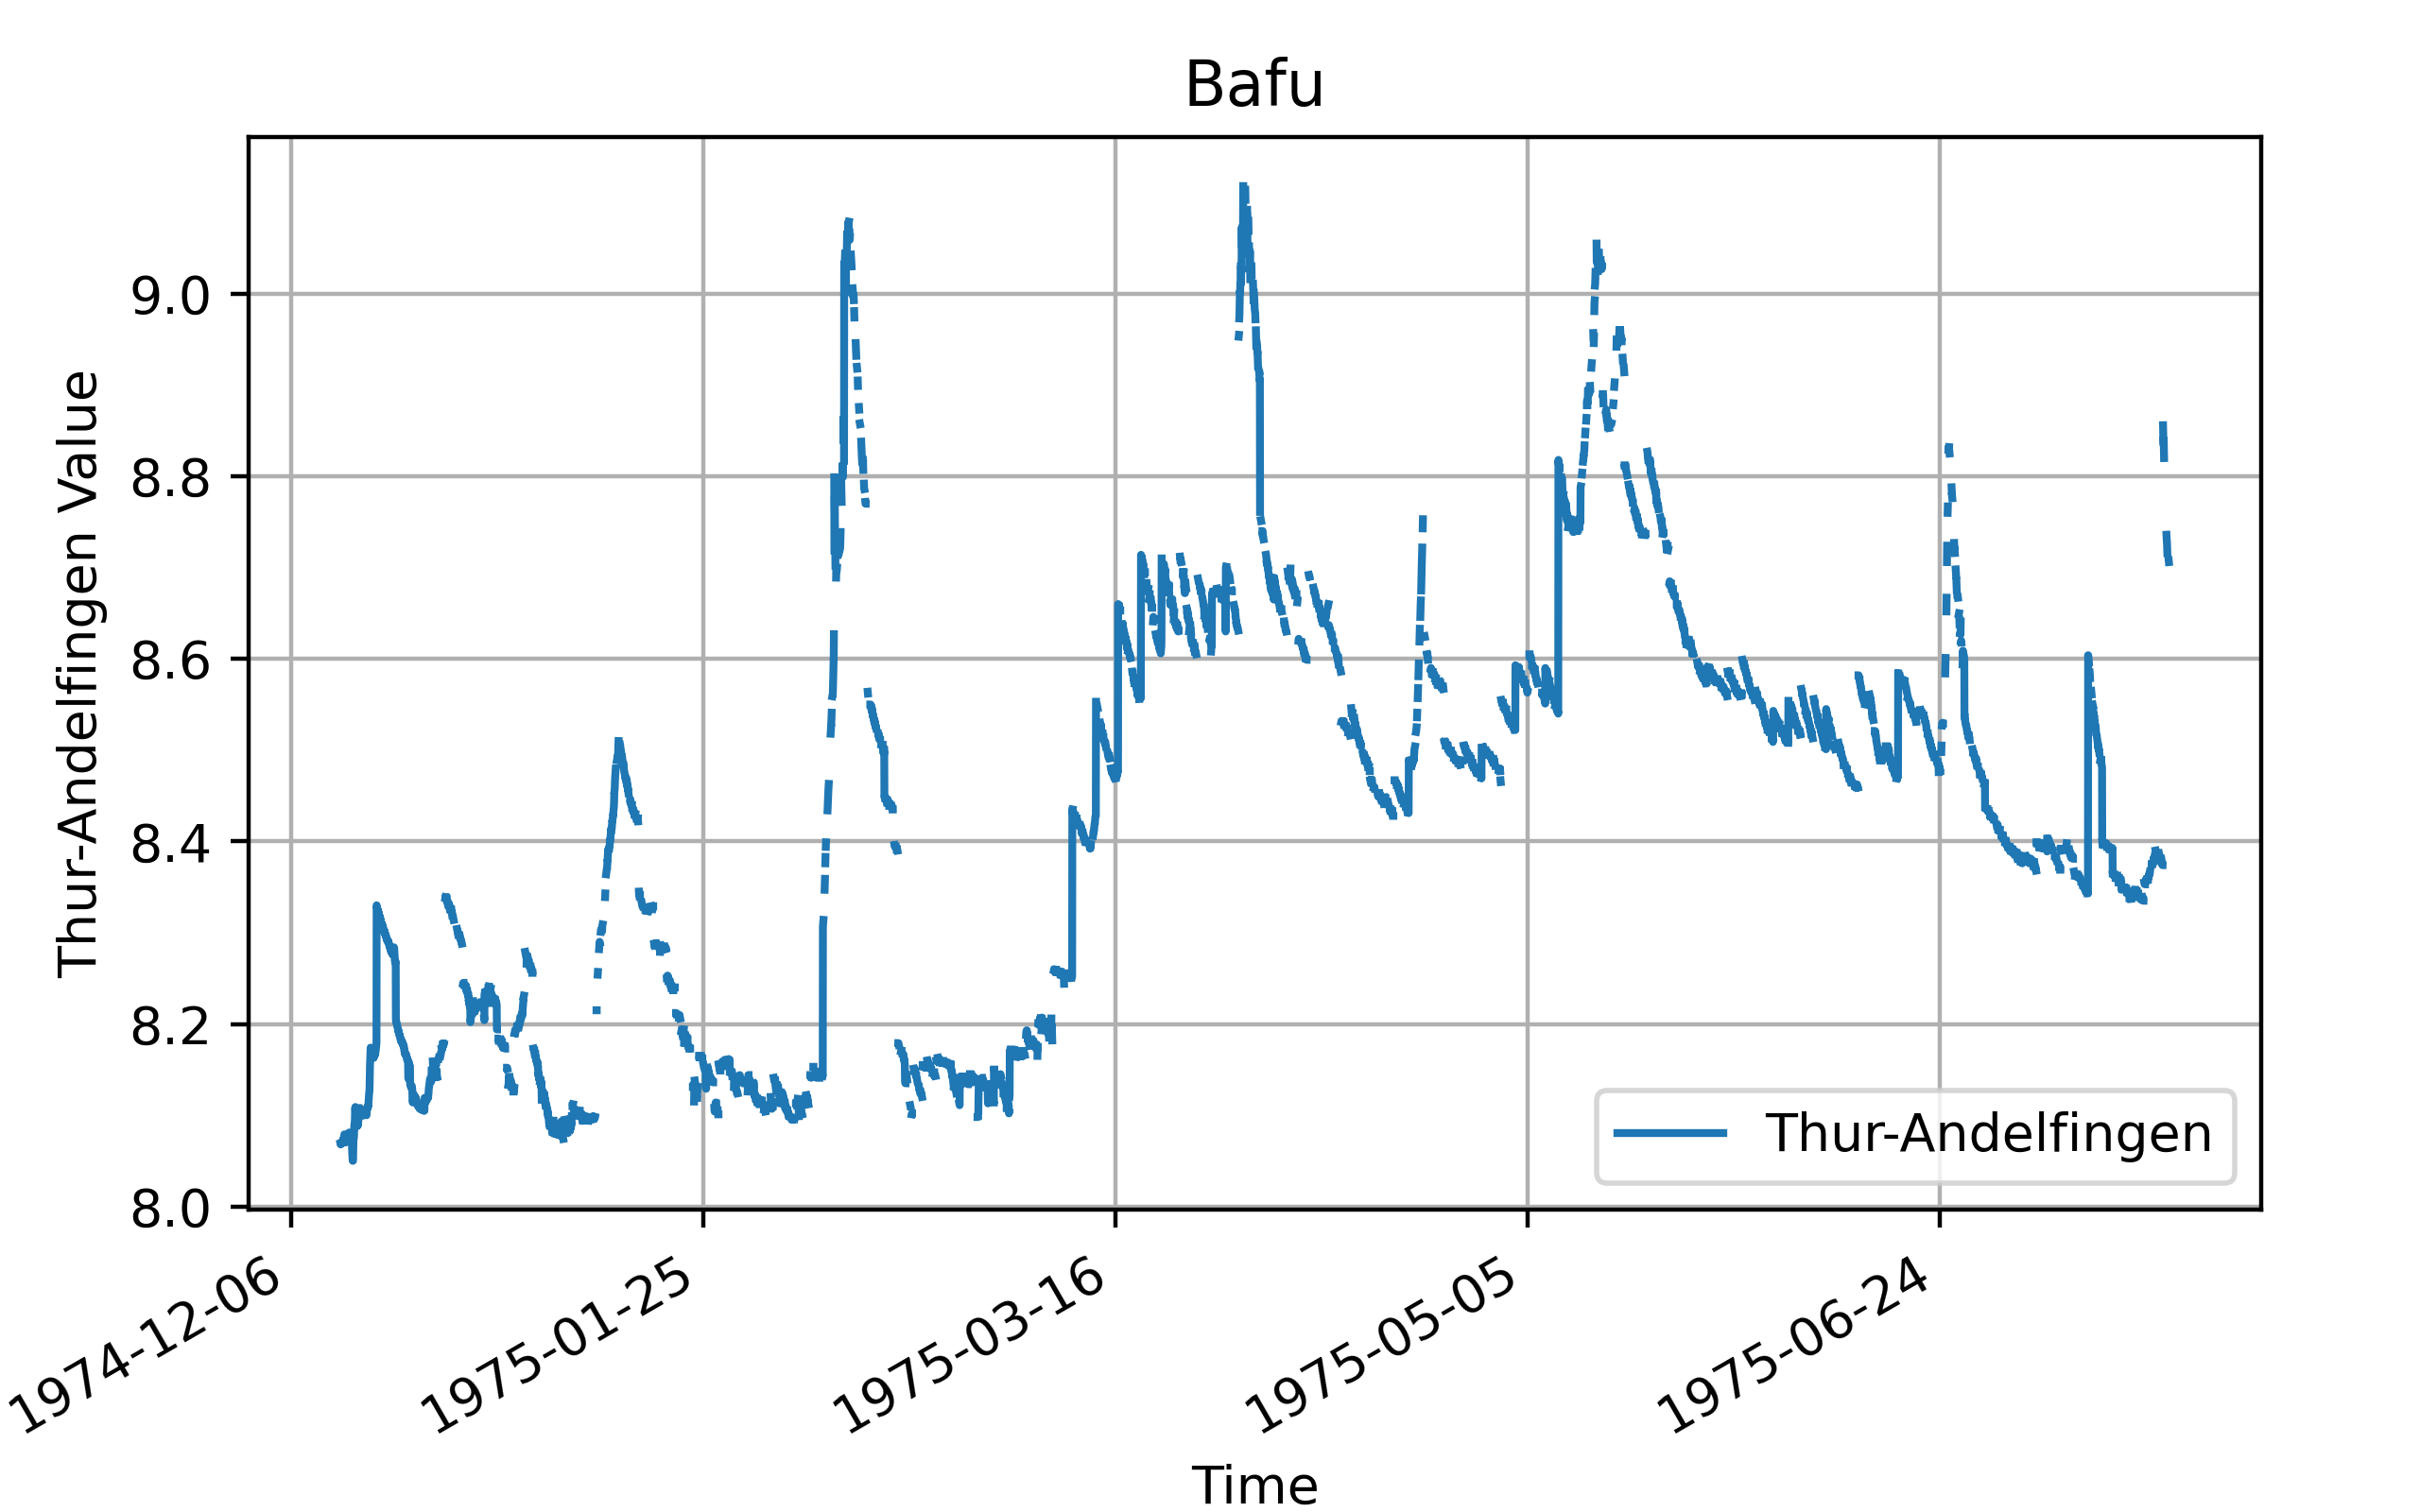 Bafu
Thur-Andelfingen Value
9.0
8.8
8.6
8.4
8.2
8.0
Thur-Andelfingen
1974-12-06
1975-01-25
1975-03-16
1975-05-05
1975-06-24
Time